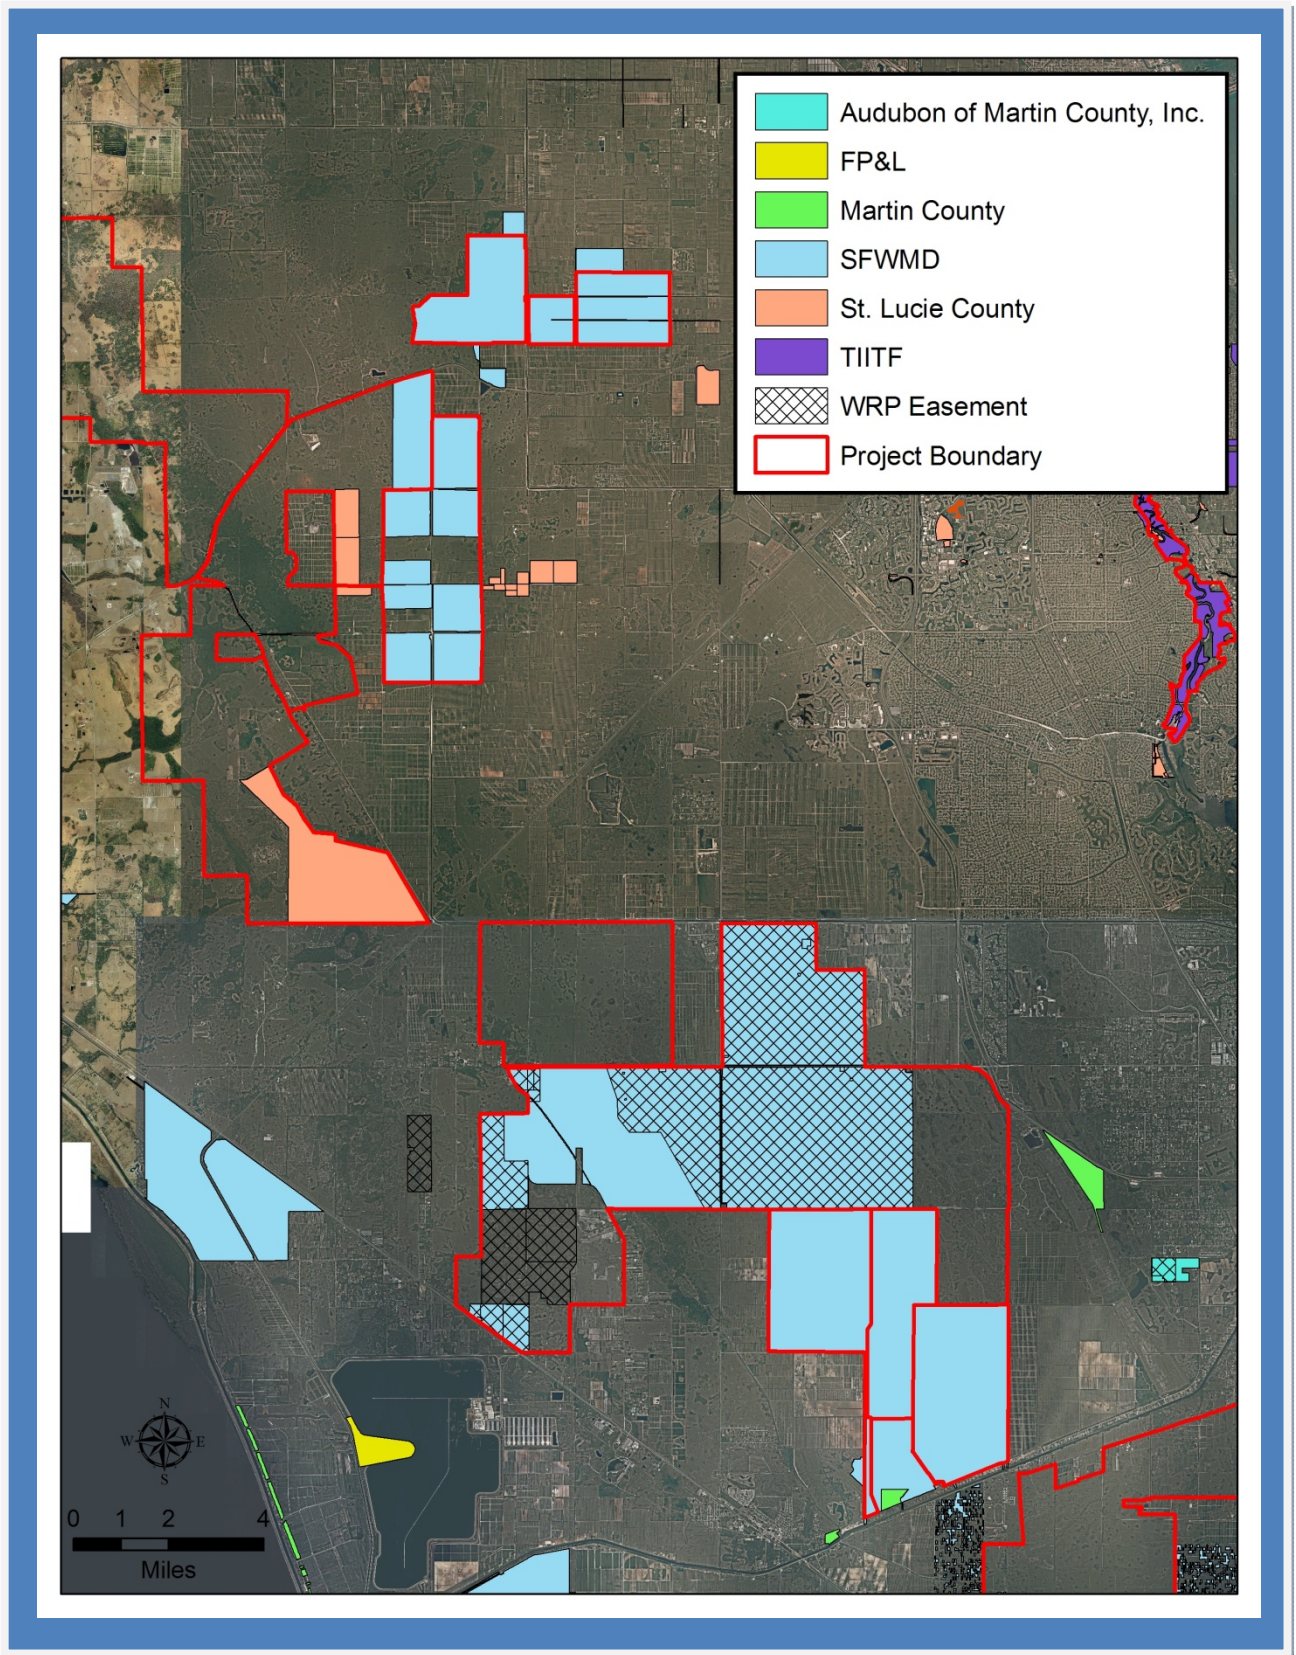 Audubon of Martin County, Inc.
FP&L
Martin County
SFWMD
St. Lucie County
TIITF
WRP Easement
Project Boundary
N
W E
S
0 1 2 4
Miles